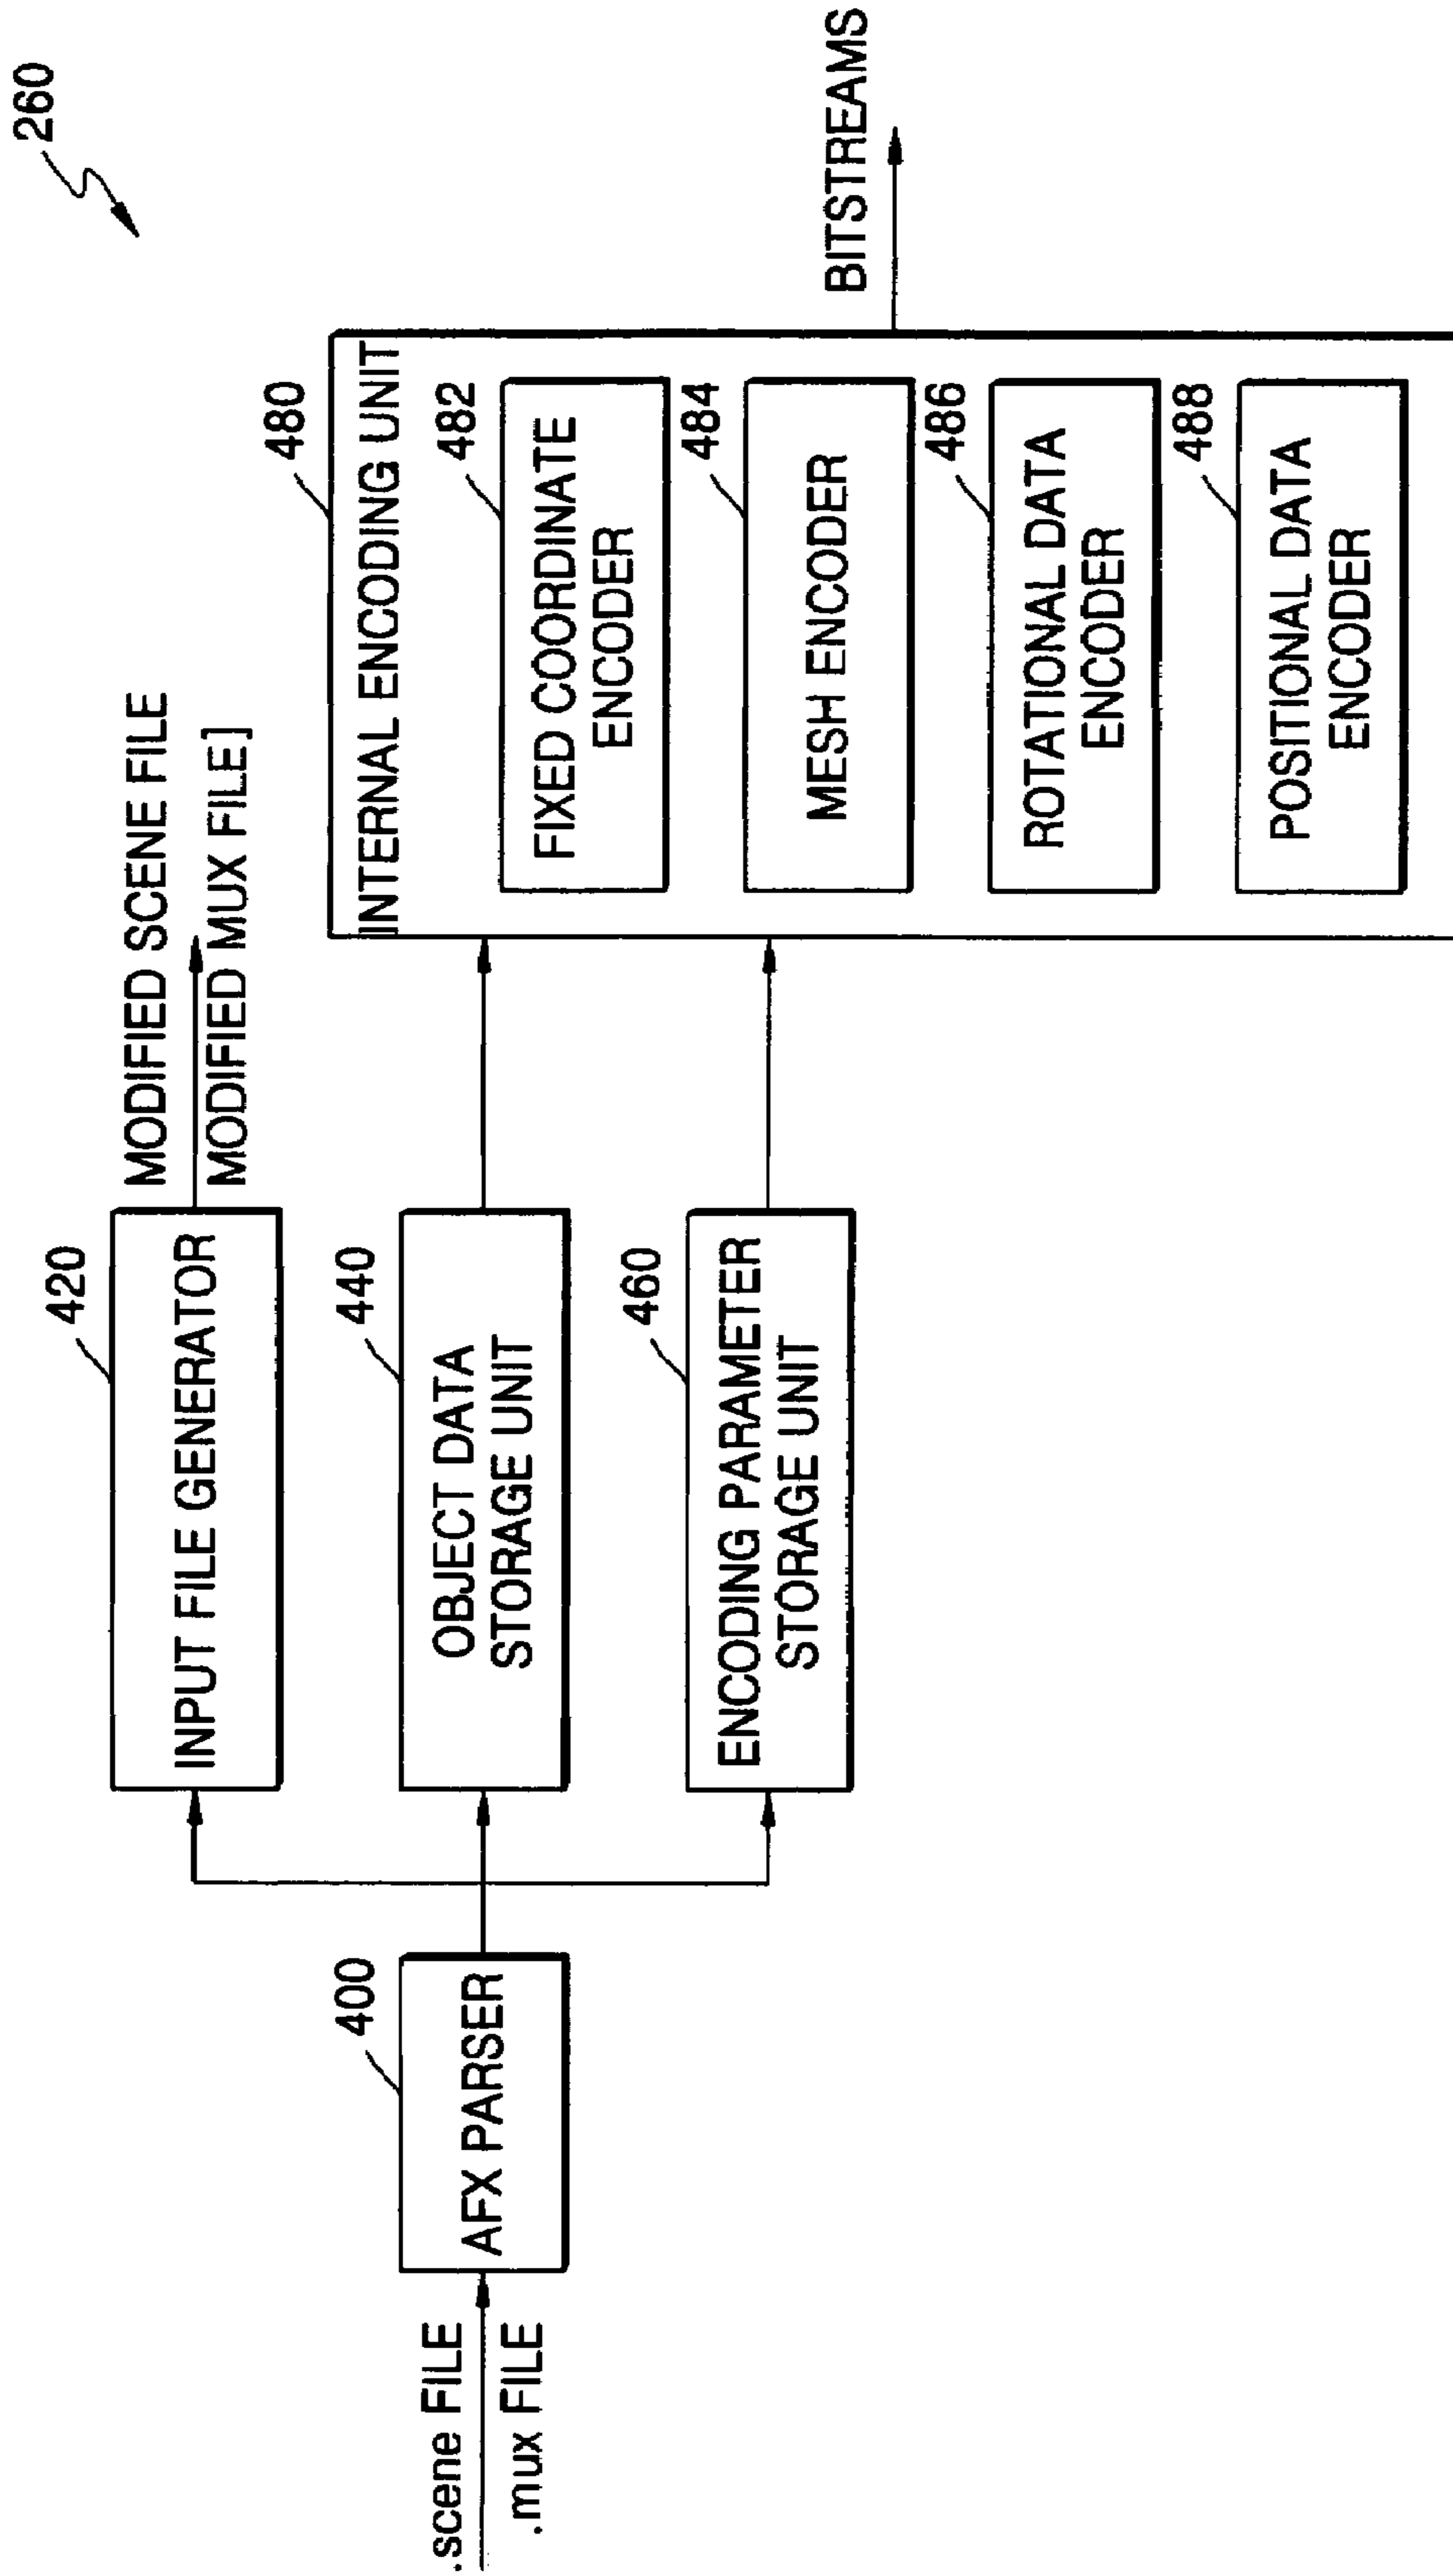 260
.scene FILE
.mux FILE
400
AFX PARSER
420
INPUT FILE GENERATOR
MODIFIED SCENE FILE
MODIFIED MUX FILE]
440
OBJECT DATA
STORAGE UNIT
460
ENCODING PARAMETER
STORAGE UNIT
480
INTERNAL ENCODING UNIT
482
FIXED COORDINATE
ENCODER
484
MESH ENCODER
486
ROTATIONAL DATA
ENCODER
488
POSITIONAL DATA
ENCODER
BITSTREAMS